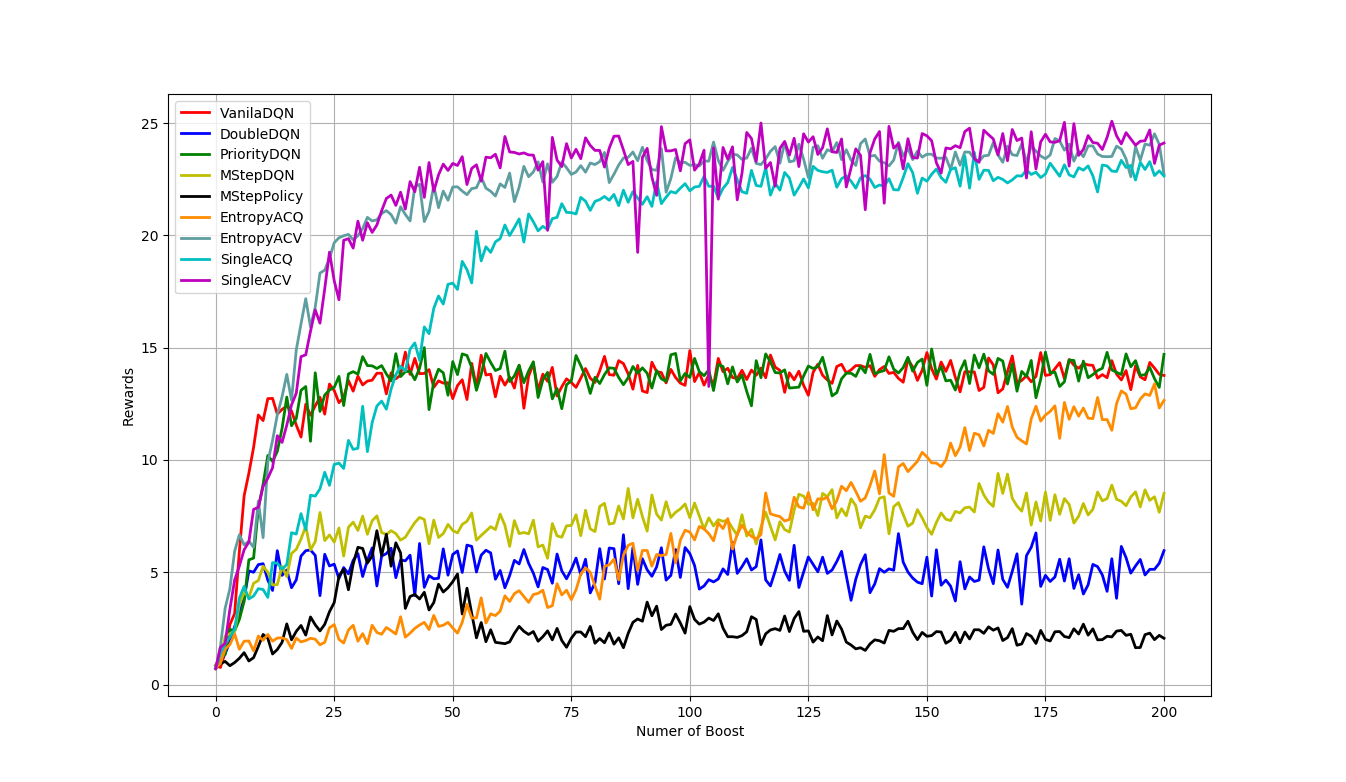 VanilaDQN
DoubleDQN
PriorityDQN
MStepDQN
MStepPolicy
EntropyACQ
EntropyACV
SingleACQ
SingleACV
25
20
15
10
5
0
Rewards
0 25 50 75 100 125 150 175 200
Numer of Boost